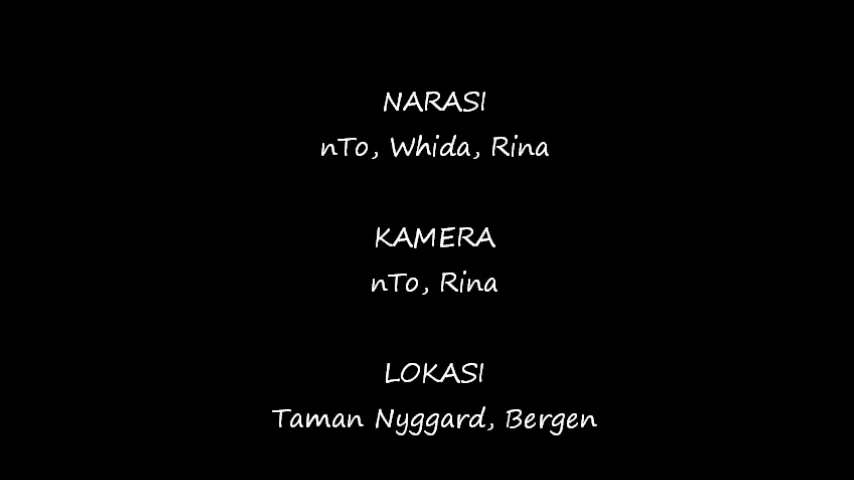 NARASI
nTo, Whida, Rina
KAMERA
nTo, Rina
LOKASI
Taman Nyggard, Bergen